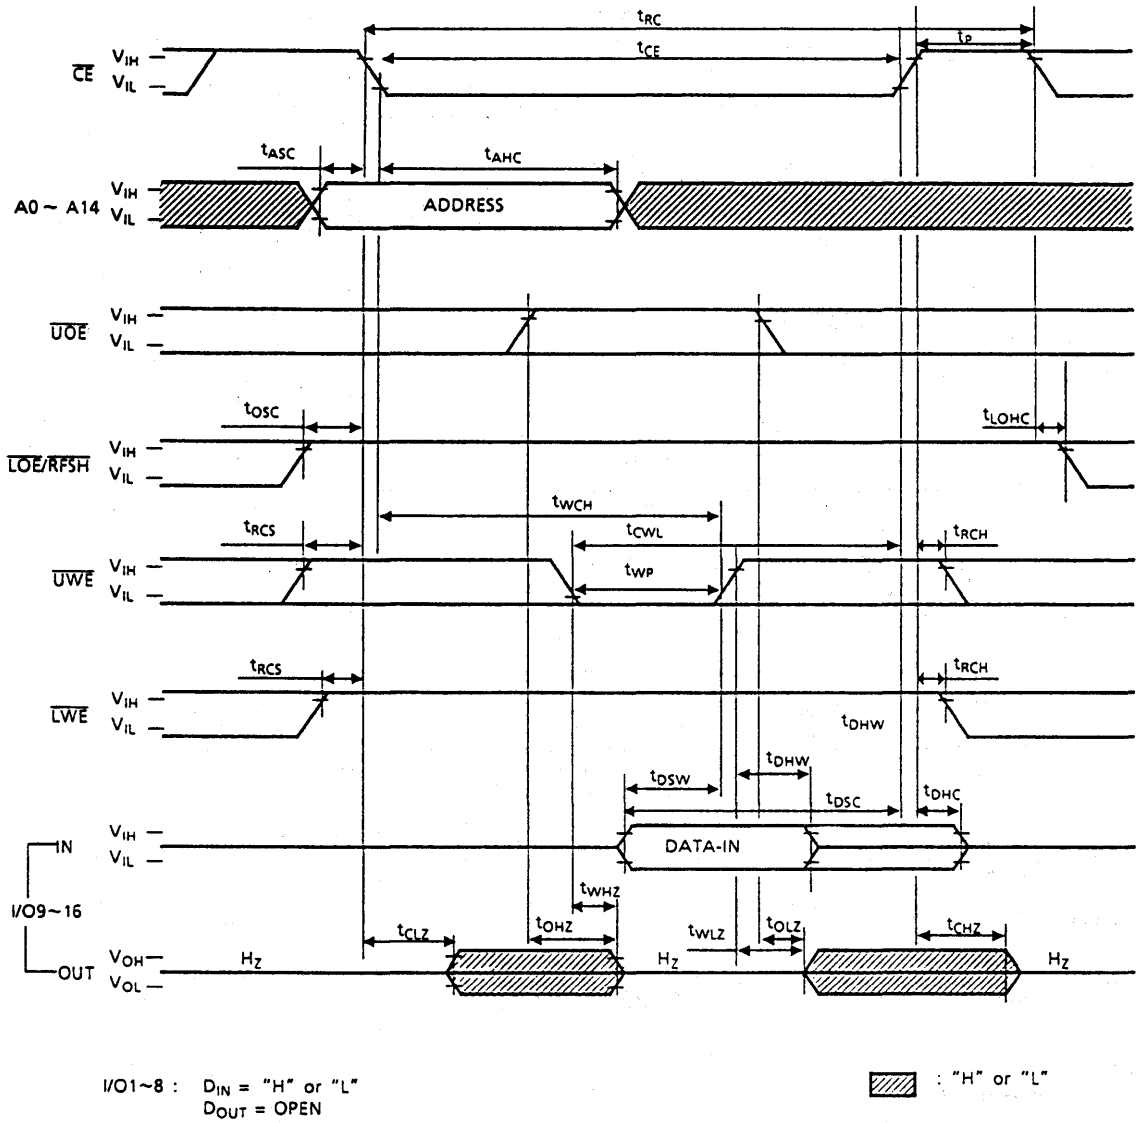 tRC
tP
tCE
CE VIH VIL
tASC tAHC
A0 ~ A14 VIH VIL ADDRESS
UOE VIH VIL
tOSC tLOHC
LOE/RFSH VIH VIL
tWCH
tRCS tCWL tRCH
UWE VIH VIL tWP
tRCS tRCH
LWE VIH VIL
tDHW
tDSW tDHW
tDSC tDHC
IN VIH VIL DATA-IN
tWHZ
I/O9~16
tCLZ tOHZ tWLZ tOLZ tCHZ
OUT VOH VOL HZ HZ HZ
I/O1~8 : DIN = "H" or "L"
DOUT = OPEN
: "H" or "L"